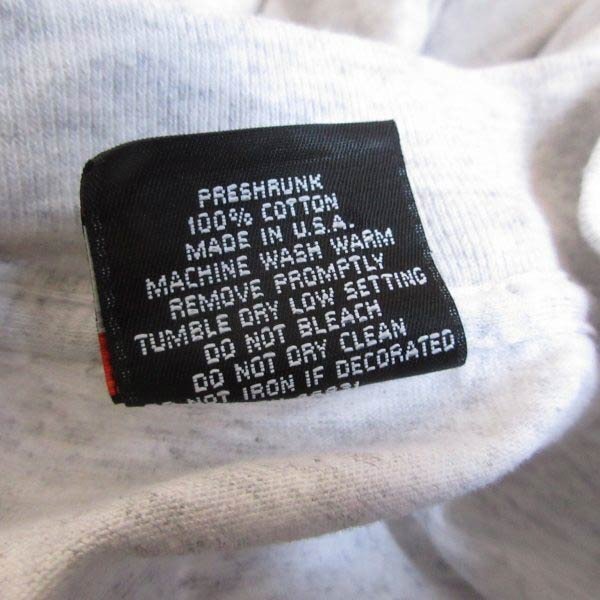 PRESHRUNK
100% COTTON
MADE IN U.S.A.
MACHINE WASH WARM
REMOVE PROMPTLY
TUMBLE DRY LOW SETTING
DO NOT BLEACH
DO NOT DRY CLEAN
DO NOT IRON IF DECORATED